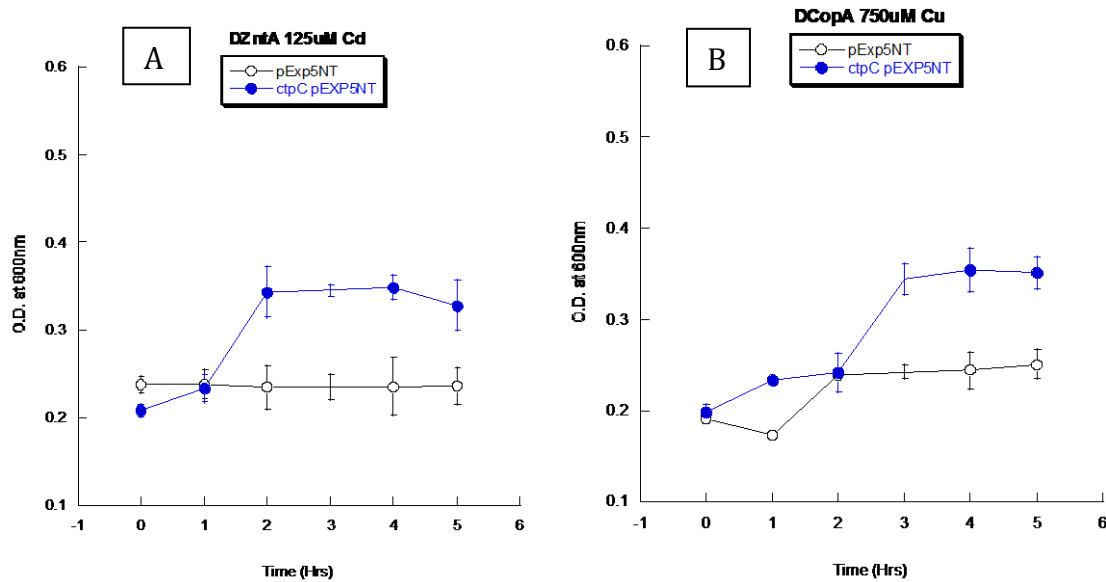 A
DZntA 125uM Cd
pExp5NT
ctpC pEXP5NT
0.6
0.5
0.4
0.3
0.2
0.1
O.D. at 600nm
-1 0 1 2 3 4 5 6
Time (Hrs)
B
DCopA 750uM Cu
pExp5NT
ctpC pEXP5NT
0.6
0.5
0.4
0.3
0.2
0.1
O.D. at 600nm
-1 0 1 2 3 4 5 6
Time (Hrs)